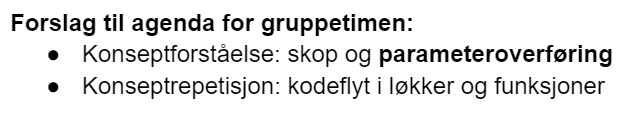 Forslag til agenda for gruppetimen:
● Konseptforståelse: skop og parameteroverføring
● Konseptrepetisjon: kodeflyt i løkker og funksjoner